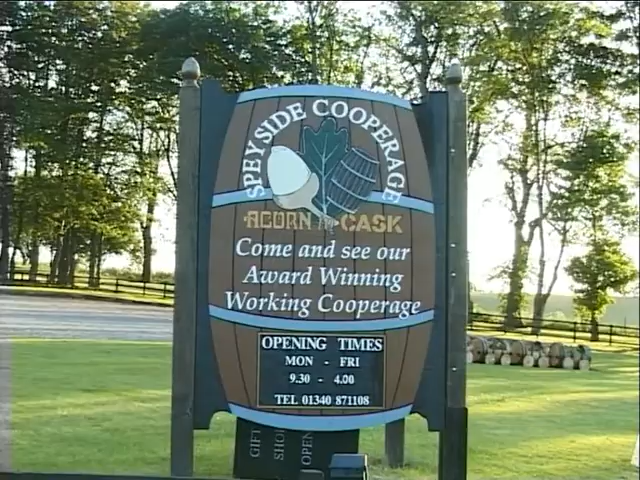 SPEYSIDE COOPERAGE
ACORN TO CASK
Come and see our
Award Winning
Working Cooperage
OPENING TIMES
MON - FRI
9.30 - 4.00
TEL 01340 871108
GIFT
SHOP
OPEN